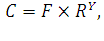 C = F × R^Y,